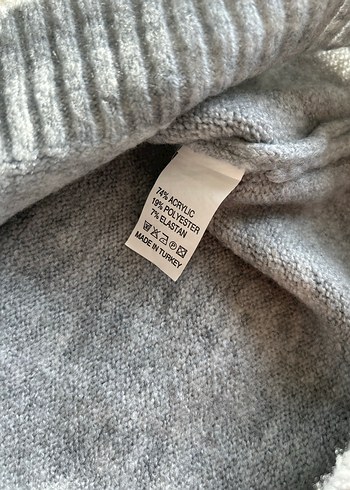 74% ACRYLIC
19% POLYESTER
7% ELASTAN
MADE IN TURKEY